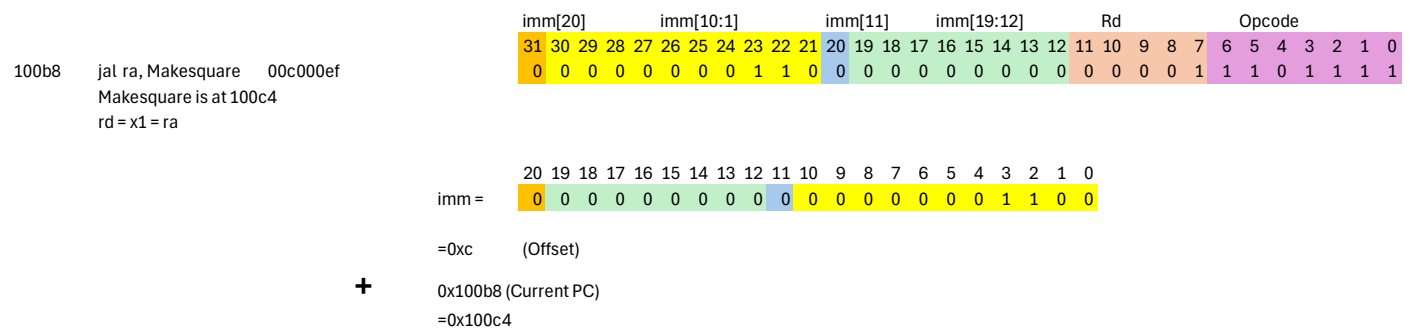 imm[20] imm[10:1] imm[11] imm[19:12] Rd Opcode
31 30 29 28 27 26 25 24 23 22 21 20 19 18 17 16 15 14 13 12 11 10 9 8 7 6 5 4 3 2 1 0
100b8 jal ra, Makesquare 00c000ef 0 0 0 0 0 0 0 0 1 1 0 0 0 0 0 0 0 0 0 0 0 0 0 0 1 1 1 0 1 1 1 1
Makesquare is at 100c4
rd = x1 = ra
20 19 18 17 16 15 14 13 12 11 10 9 8 7 6 5 4 3 2 1 0
imm = 0 0 0 0 0 0 0 0 0 0 0 0 0 0 0 0 0 1 1 0 0
=0xc (Offset)
+ 0x100b8 (Current PC)
=0x100c4